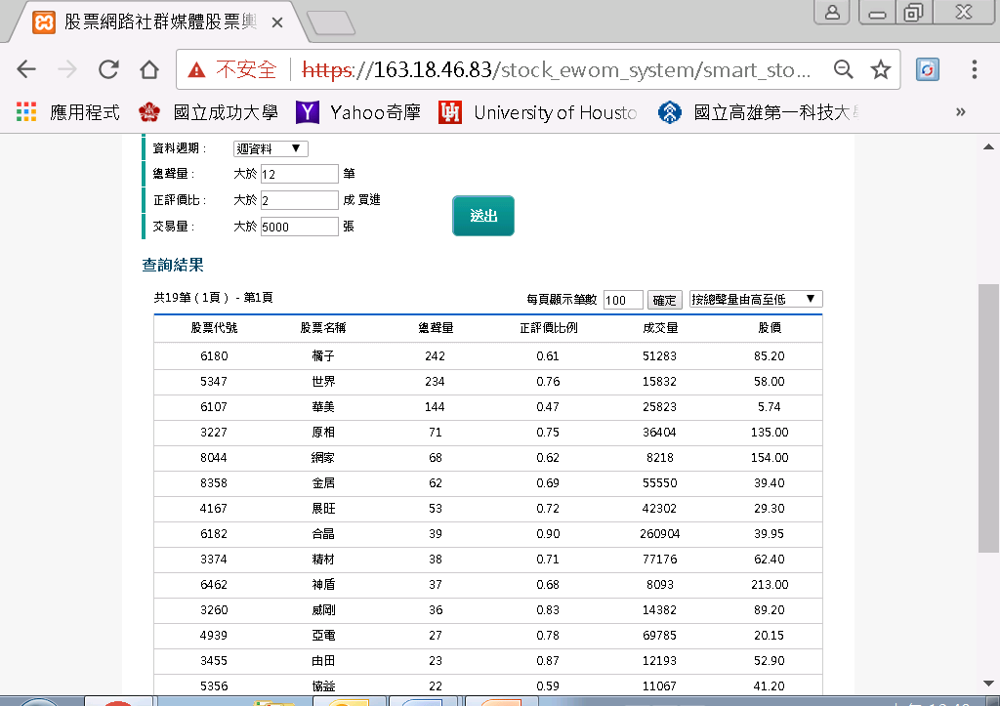 股票網路社群媒體股票輿
不安全 https://163.18.46.83/stock_ewom_system/smart_sto...
應用程式 國立成功大學 Yahoo奇摩 University of Housto 國立高雄第一科技大學 »
資料週期： 週資料
總聲量： 大於 12 筆
正評價比： 大於 2 成 買進
交易量： 大於 5000 張
送出
查詢結果
共19筆 ( 1頁 ) - 第1頁 每頁顯示筆數 100 確定 按總聲量由高至低
股票代號 股票名稱 總聲量 正評價比例 成交量 股價
6180 橘子 242 0.61 51283 85.20
5347 世界 234 0.76 15832 58.00
6107 華美 144 0.47 25823 5.74
3227 原相 71 0.75 36404 135.00
8044 網家 68 0.62 8218 154.00
8358 金居 62 0.69 55550 39.40
4167 展旺 53 0.72 42302 29.30
6182 合晶 39 0.90 260904 39.95
3374 精材 38 0.71 77176 62.40
6462 神盾 37 0.68 8093 213.00
3260 威剛 36 0.83 14382 89.20
4939 亞電 27 0.78 69785 20.15
3455 由田 23 0.87 12193 52.90
5356 協益 22 0.59 11067 41.20